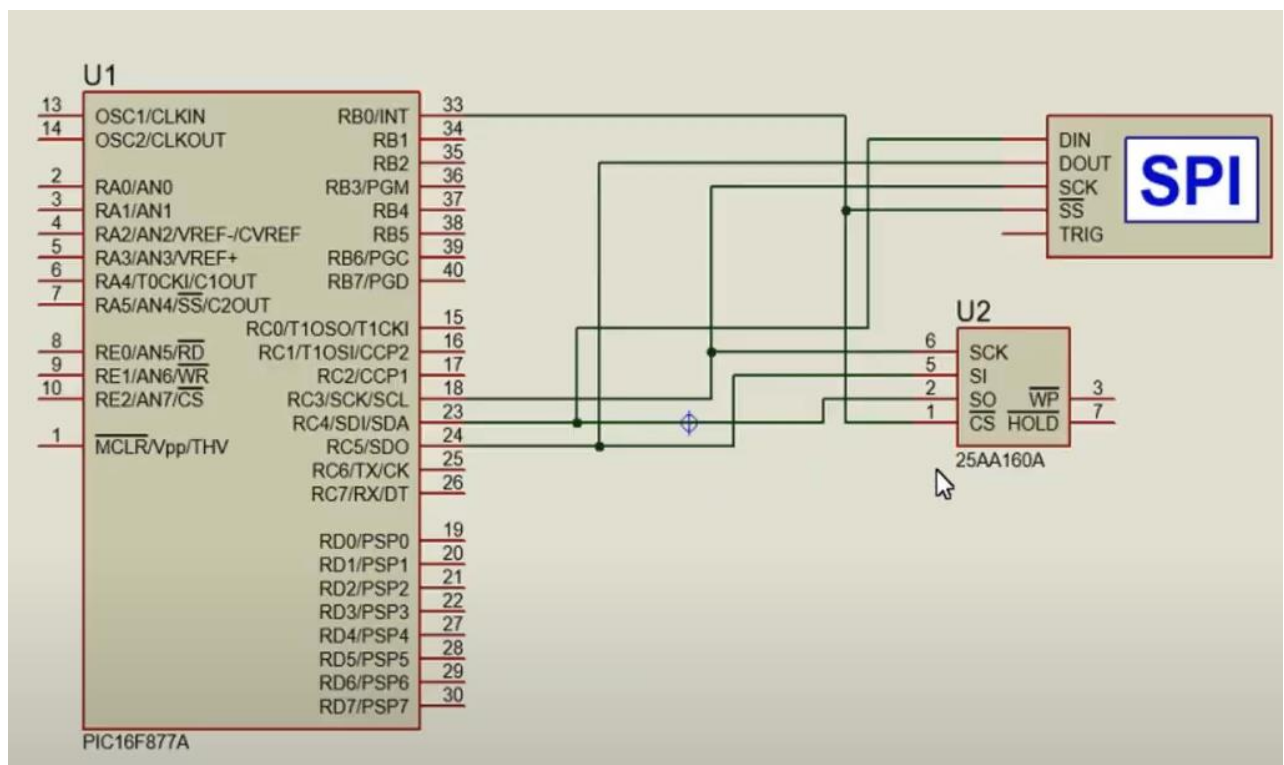 U1
13 OSC1/CLKIN RB0/INT 33
14 OSC2/CLKOUT RB1 34
RB2 35
2 RA0/AN0 RB3/PGM 36
3 RA1/AN1 RB4 37
4 RA2/AN2/VREF-/CVREF RB5 38
5 RA3/AN3/VREF+ RB6/PGC 39
6 RA4/T0CKI/C1OUT RB7/PGD 40
7 RA5/AN4/SS/C2OUT
RC0/T1OSO/T1CKI 15
8 RE0/AN5/RD RC1/T1OSI/CCP2 16
9 RE1/AN6/WR RC2/CCP1 17
10 RE2/AN7/CS RC3/SCK/SCL 18
RC4/SDI/SDA 23
1 MCLR/Vpp/THV RC5/SDO 24
RC6/TX/CK 25
RC7/RX/DT 26
RD0/PSP0 19
RD1/PSP1 20
RD2/PSP2 21
RD3/PSP3 22
RD4/PSP4 27
RD5/PSP5 28
RD6/PSP6 29
RD7/PSP7 30
PIC16F877A
DIN
DOUT
SCK
SS
TRIG
SPI
U2
6 SCK
5 SI
2 SO WP 3
1 CS HOLD 7
25AA160A